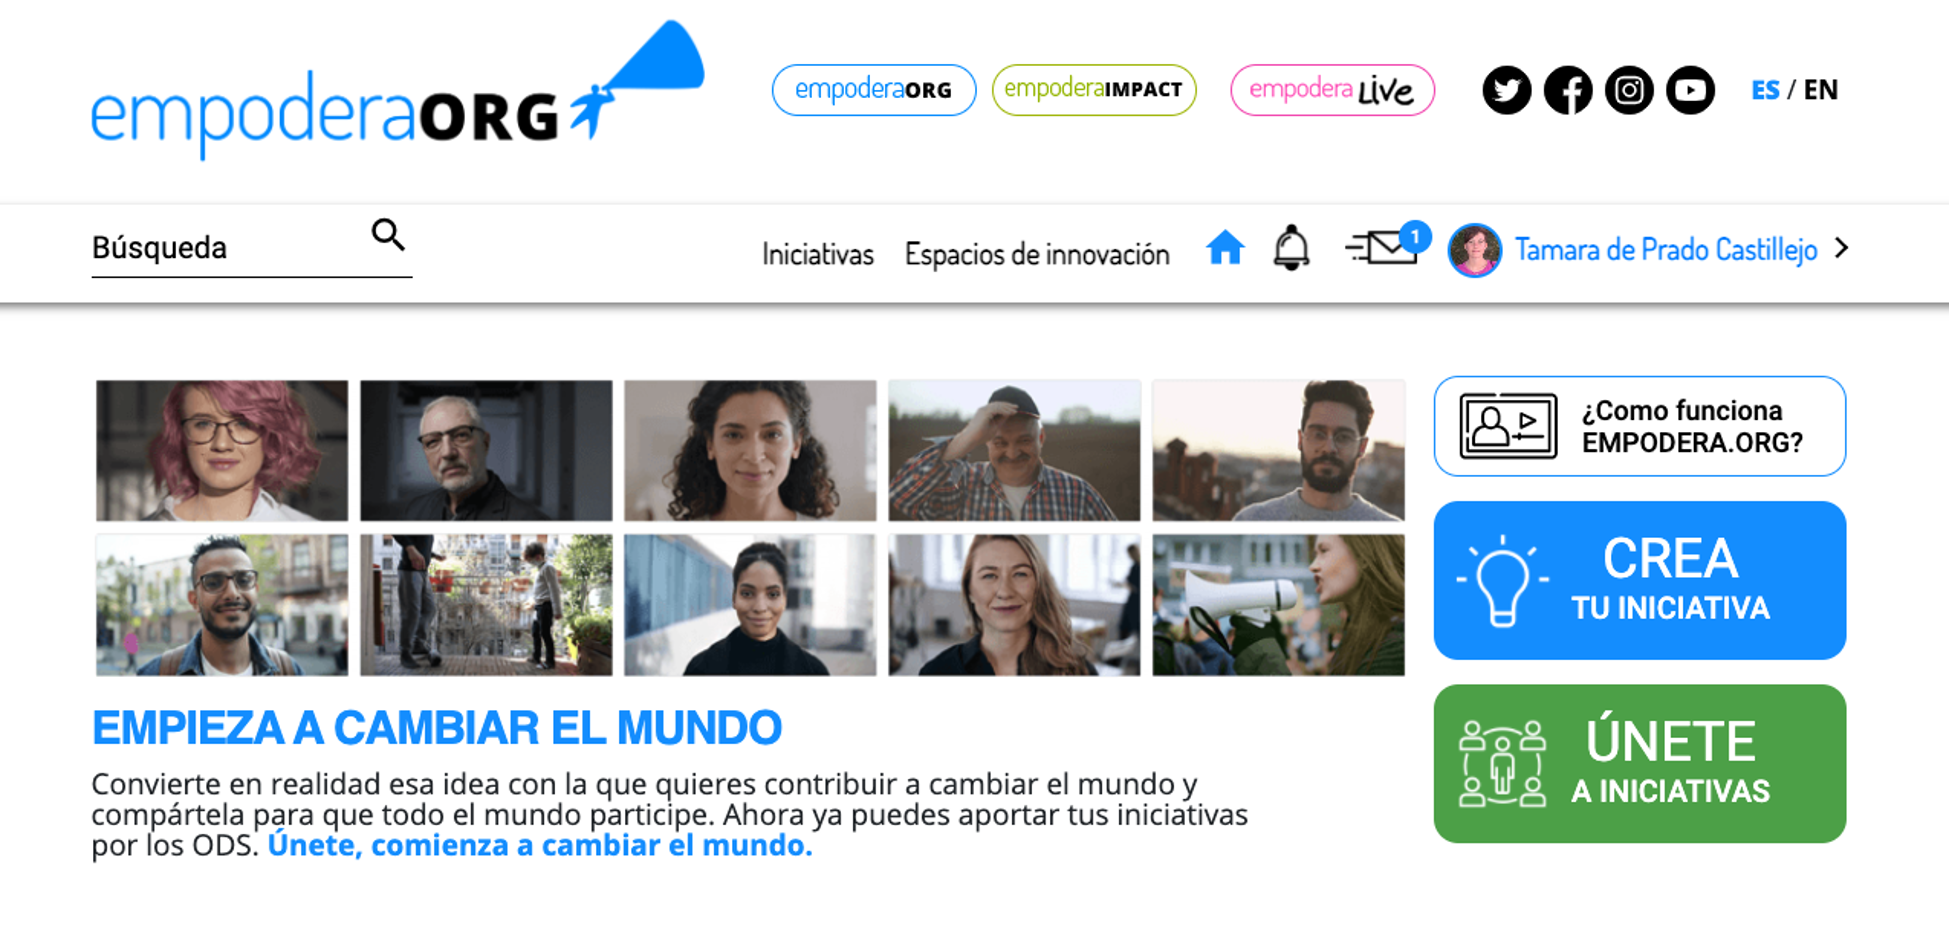 empoderaORG
empoderaORG
empoderaIMPACT
empodera Live
ES / EN
Búsqueda
Iniciativas
Espacios de innovación
1
Tamara de Prado Castillejo
¿Como funciona
EMPODERA.ORG?
CREA
TU INICIATIVA
ÚNETE
A INICIATIVAS
EMPIEZA A CAMBIAR EL MUNDO
Convierte en realidad esa idea con la que quieres contribuir a cambiar el mundo y
compártela para que todo el mundo participe. Ahora ya puedes aportar tus iniciativas
por los ODS. Únete, comienza a cambiar el mundo.